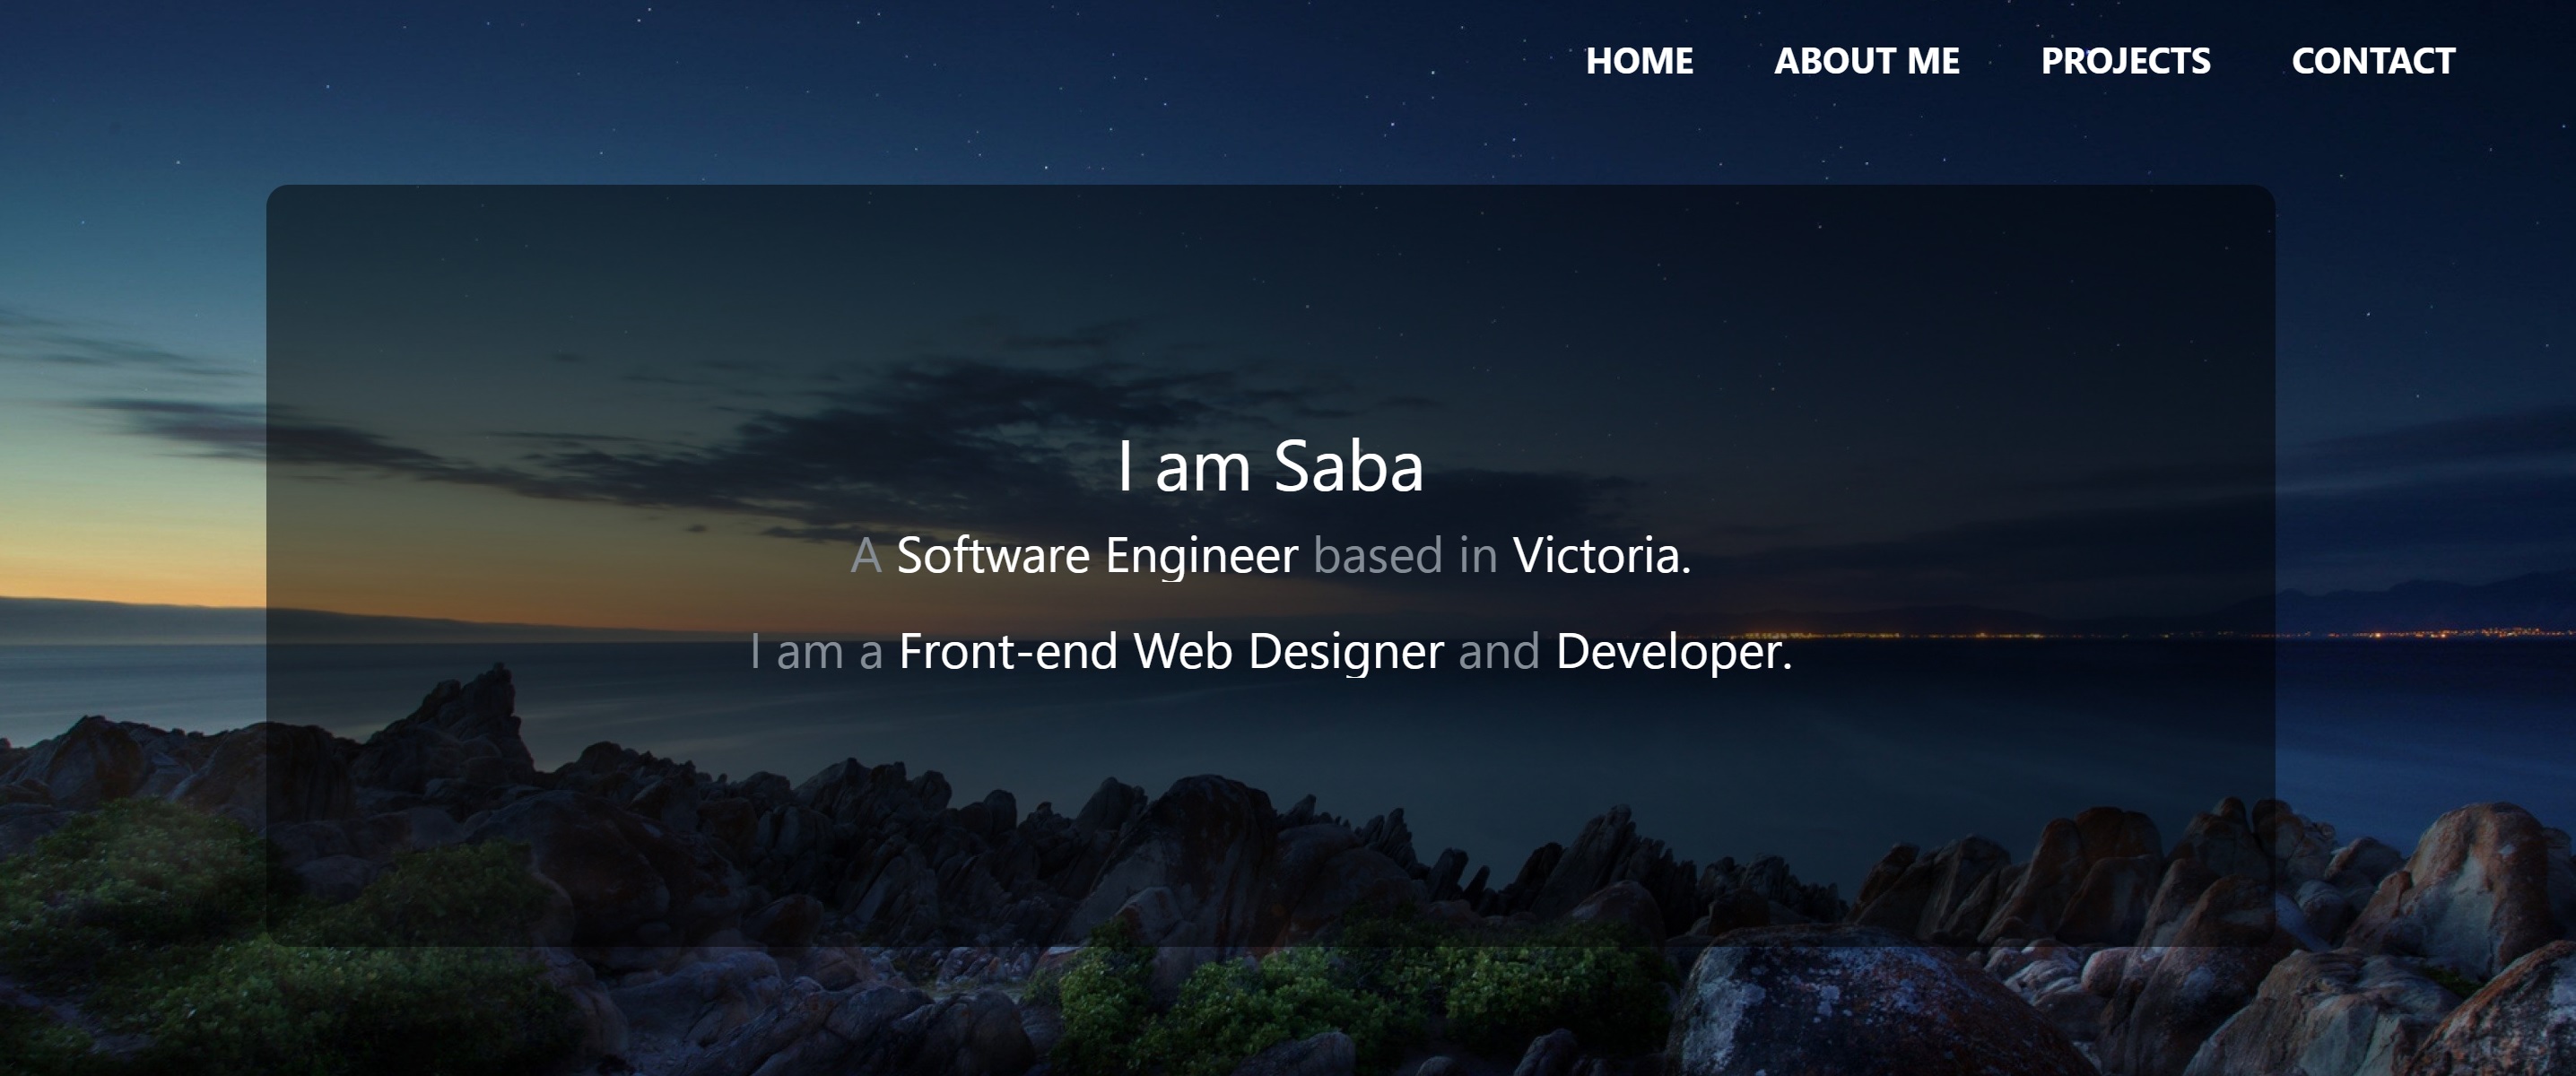 HOME ABOUT ME PROJECTS CONTACT
I am Saba
A Software Engineer based in Victoria.
I am a Front-end Web Designer and Developer.